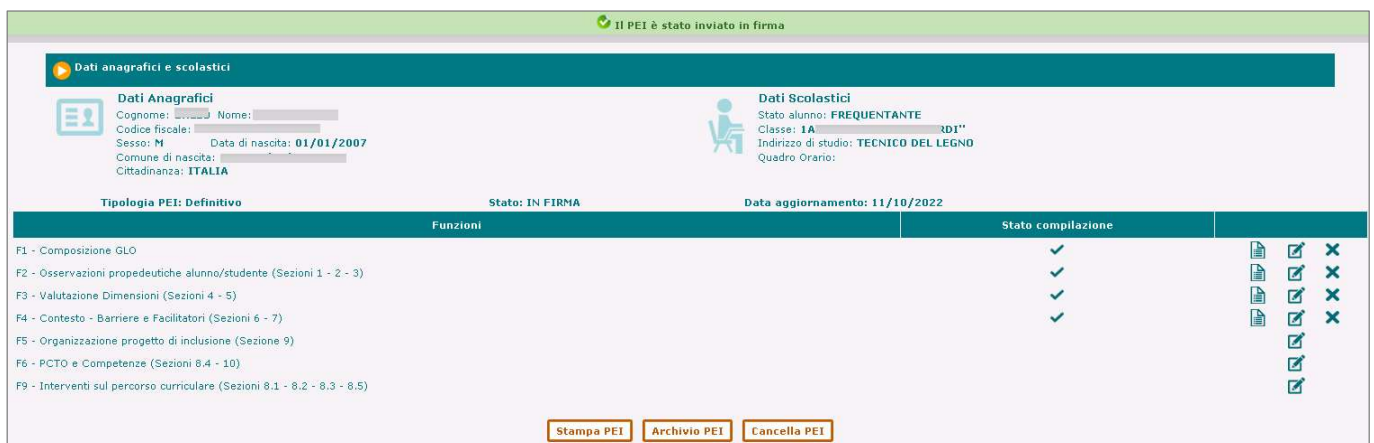 Il PEI è stato inviato in firma
Dati anagrafici e scolastici
Dati Anagrafici
Cognome: Nome:
Codice fiscale:
Sesso: M Data di nascita: 01/01/2007
Comune di nascita:
Cittadinanza: ITALIA
Dati Scolastici
Stato alunno: FREQUENTANTE
Classe: 1A RDI"
Indirizzo di studio: TECNICO DEL LEGNO
Quadro Orario:
Tipologia PEI: Definitivo Stato: IN FIRMA Data aggiornamento: 11/10/2022
Funzioni Stato compilazione
F1 - Composizione GLO
F2 - Osservazioni propedeutiche alunno/studente (Sezioni 1 - 2 - 3)
F3 - Valutazione Dimensioni (Sezioni 4 - 5)
F4 - Contesto - Barriere e Facilitatori (Sezioni 6 - 7)
F5 - Organizzazione progetto di inclusione (Sezione 9)
F6 - PCTO e Competenze (Sezioni 8.4 - 10)
F9 - Interventi sul percorso curriculare (Sezioni 8.1 - 8.2 - 8.3 - 8.5)
Stampa PEI Archivio PEI Cancella PEI